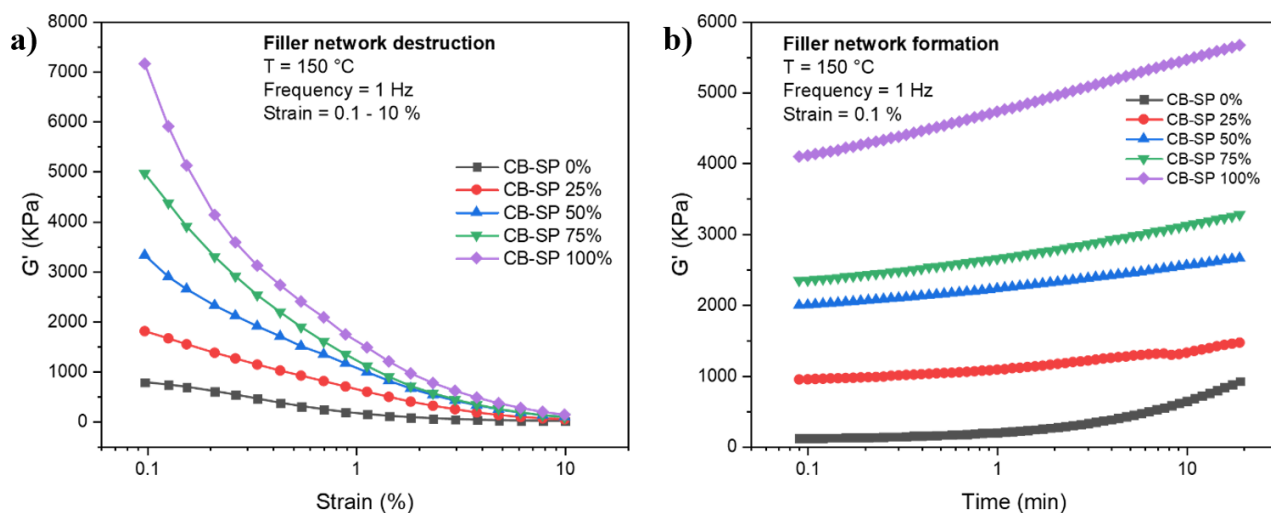 a)
Filler network destruction
T = 150 °C
Frequency = 1 Hz
Strain = 0.1 - 10 %
CB-SP 0%
CB-SP 25%
CB-SP 50%
CB-SP 75%
CB-SP 100%
G' (KPa)
8000
7000
6000
5000
4000
3000
2000
1000
0
0.1
1
10
Strain (%)
b)
Filler network formation
T = 150 °C
Frequency = 1 Hz
Strain = 0.1 %
CB-SP 0%
CB-SP 25%
CB-SP 50%
CB-SP 75%
CB-SP 100%
G' (KPa)
6000
5000
4000
3000
2000
1000
0
0.1
1
10
Time (min)